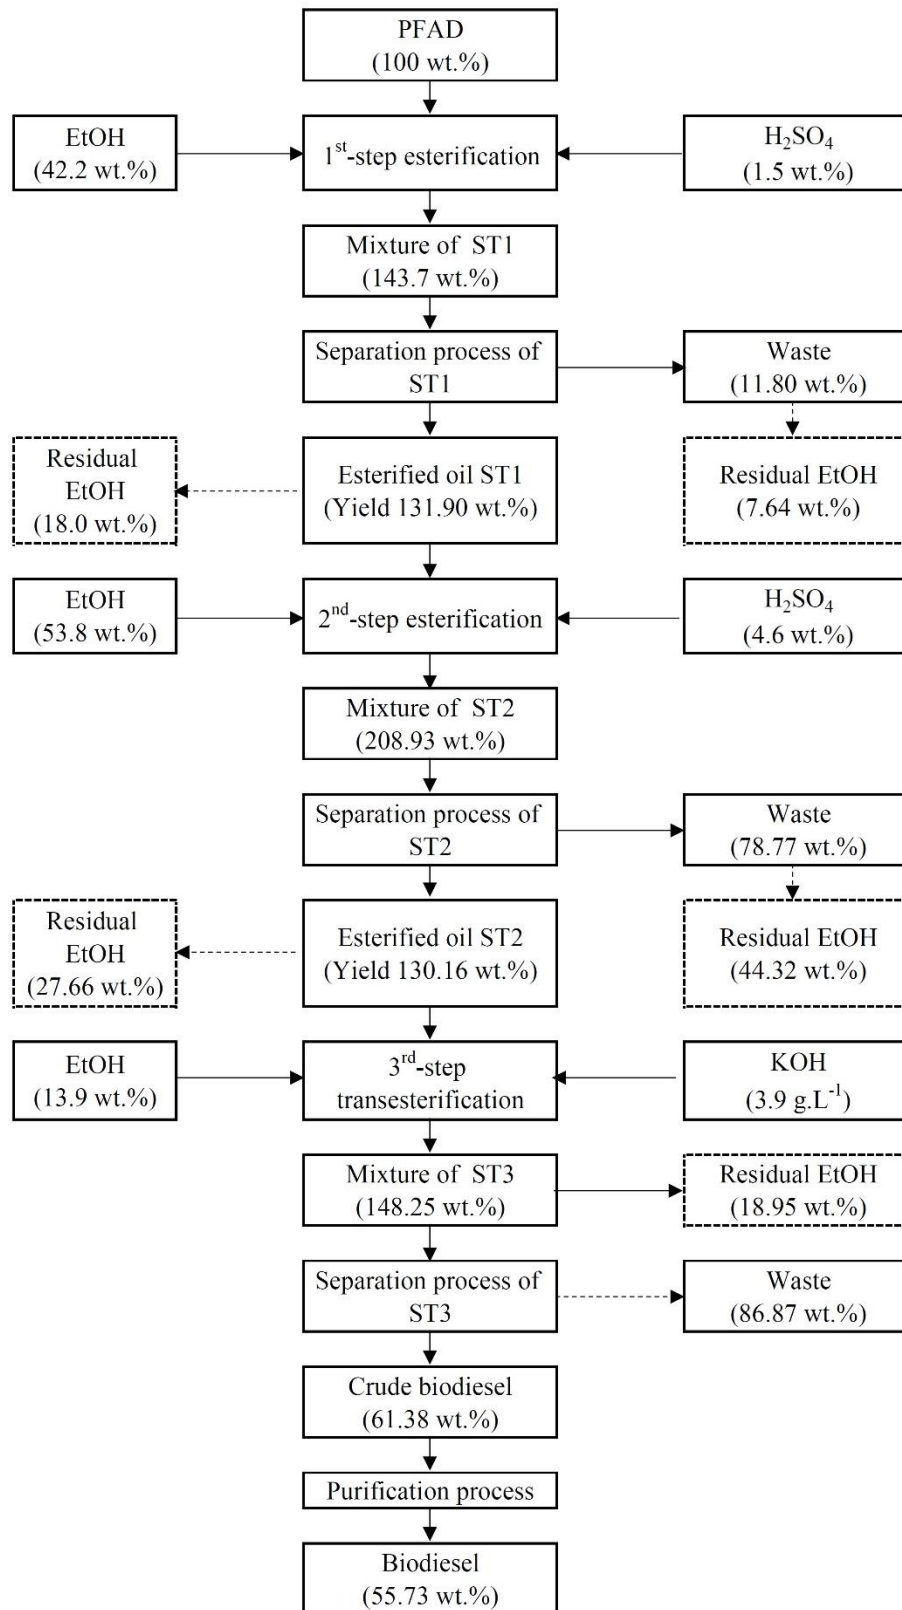 PFAD
(100 wt.%)
EtOH
(42.2 wt.%)
1st-step esterification
H2SO4
(1.5 wt.%)
Mixture of ST1
(143.7 wt.%)
Separation process of
ST1
Waste
(11.80 wt.%)
Residual
EtOH
(18.0 wt.%)
Esterified oil ST1
(Yield 131.90 wt.%)
Residual EtOH
(7.64 wt.%)
EtOH
(53.8 wt.%)
2nd-step esterification
H2SO4
(4.6 wt.%)
Mixture of ST2
(208.93 wt.%)
Separation process of
ST2
Waste
(78.77 wt.%)
Residual
EtOH
(27.66 wt.%)
Esterified oil ST2
(Yield 130.16 wt.%)
Residual EtOH
(44.32 wt.%)
EtOH
(13.9 wt.%)
3rd-step
transesterification
KOH
(3.9 g.L-1)
Mixture of ST3
(148.25 wt.%)
Residual EtOH
(18.95 wt.%)
Separation process of
ST3
Waste
(86.87 wt.%)
Crude biodiesel
(61.38 wt.%)
Purification process
Biodiesel
(55.73 wt.%)